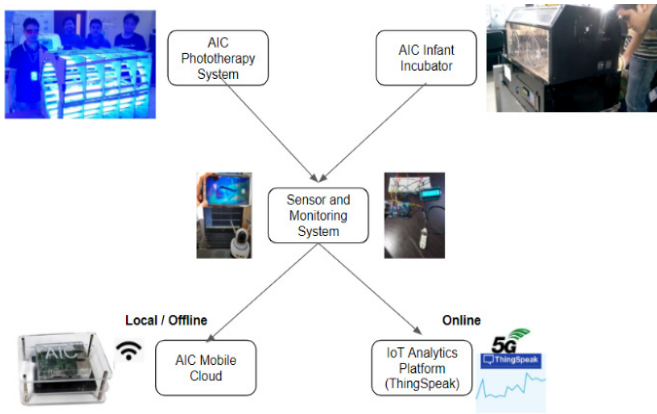 AIC
Phototherapy
System
AIC Infant
Incubator
Sensor and
Monitoring
System
Local / Offline
Online
AIC
AIC Mobile
Cloud
IoT Analytics
Platform
(ThingSpeak)
5G
ThingSpeak